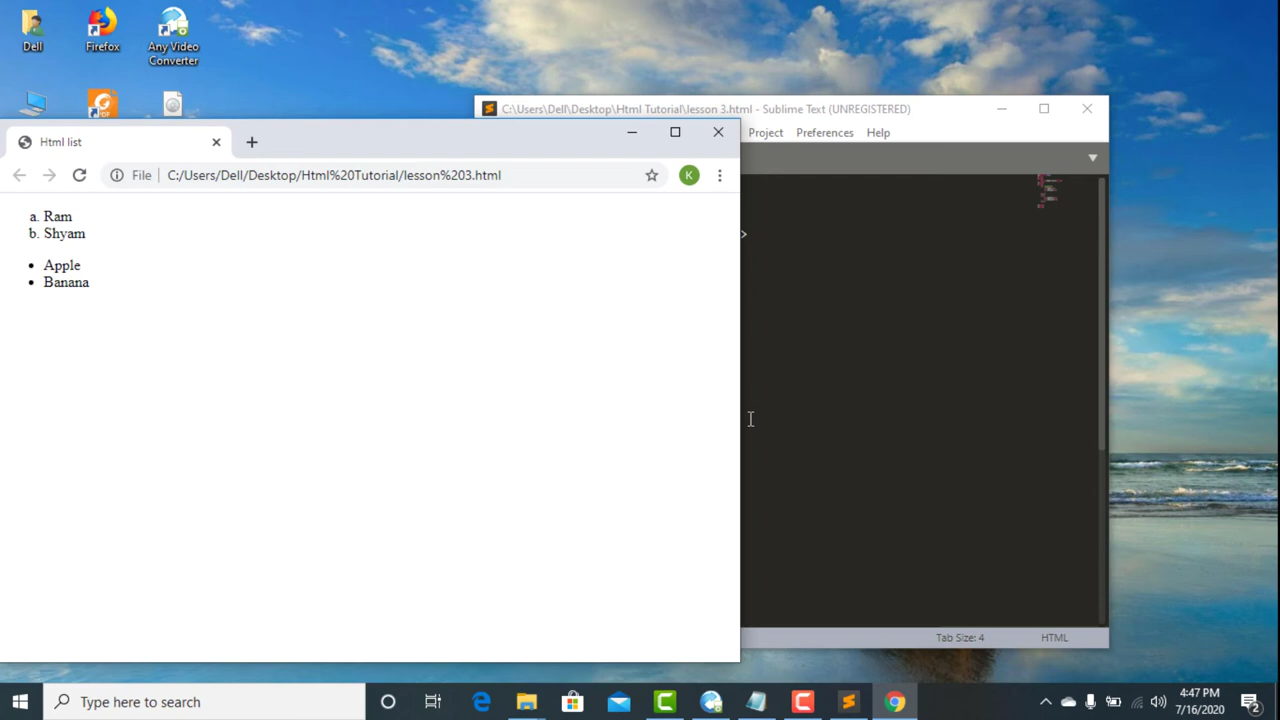 Dell
Firefox
Any Video
Converter
C:\Users\Dell\Desktop\Html Tutorial\lesson 3.html - Sublime Text (UNREGISTERED)
Project Preferences Help
Html list
File C:/Users/Dell/Desktop/Html%20Tutorial/lesson%203.html
K
a. Ram
b. Shyam
• Apple
• Banana
>
Tab Size: 4 HTML
Type here to search
4:47 PM
7/16/2020
2